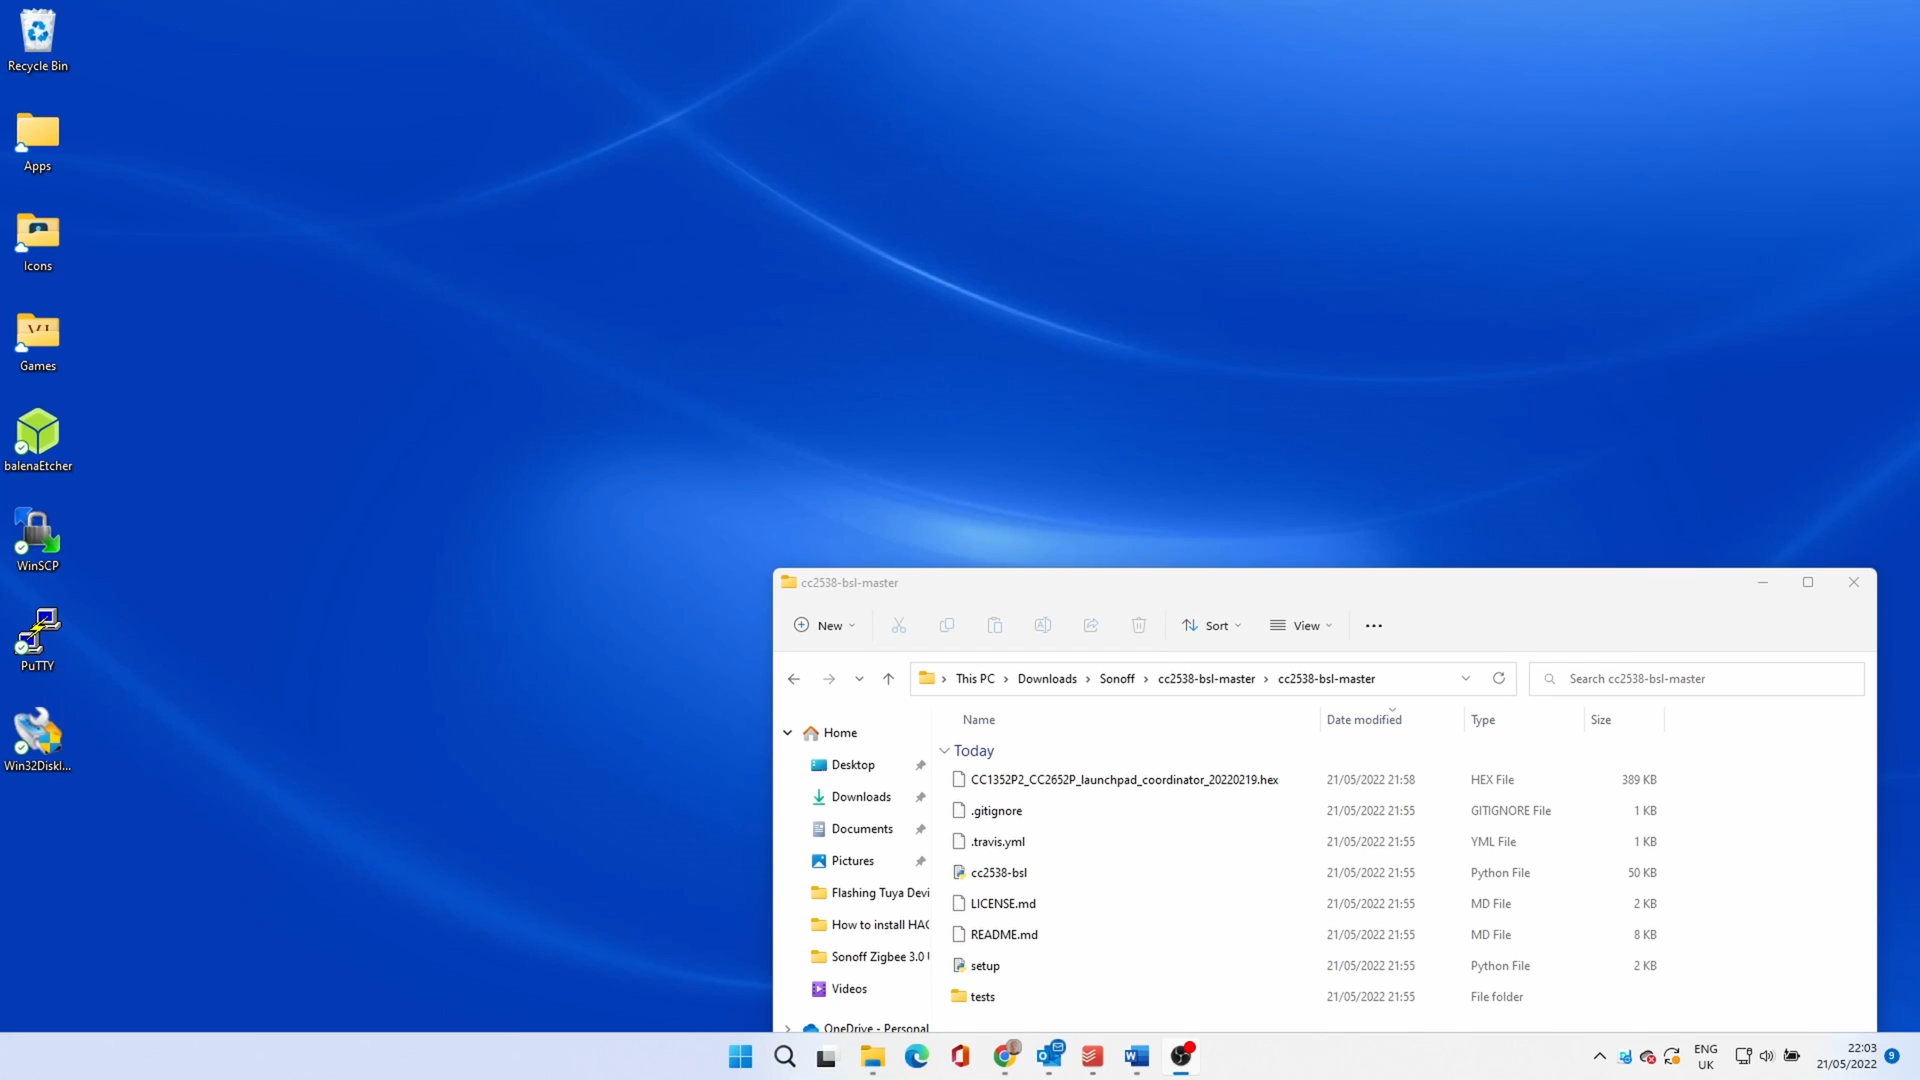 Recycle Bin
Apps
Icons
Games
balenaEtcher
WinSCP
PuTTY
Win32DiskI...
cc2538-bsl-master
New
Sort
View
This PC > Downloads > Sonoff > cc2538-bsl-master > cc2538-bsl-master
Search cc2538-bsl-master
Name Date modified Type Size
Home
Desktop
Downloads
Documents
Pictures
Flashing Tuya Devi
How to install HAC
Sonoff Zigbee 3.0
Videos
OneDrive - Personal
Today
CC1352P2_CC2652P_launchpad_coordinator_20220219.hex 21/05/2022 21:58 HEX File 389 KB
.gitignore 21/05/2022 21:55 GITIGNORE File 1 KB
.travis.yml 21/05/2022 21:55 YML File 1 KB
cc2538-bsl 21/05/2022 21:55 Python File 50 KB
LICENSE.md 21/05/2022 21:55 MD File 2 KB
README.md 21/05/2022 21:55 MD File 8 KB
setup 21/05/2022 21:55 Python File 2 KB
tests 21/05/2022 21:55 File folder
ENG
UK
22:03
21/05/2022
9